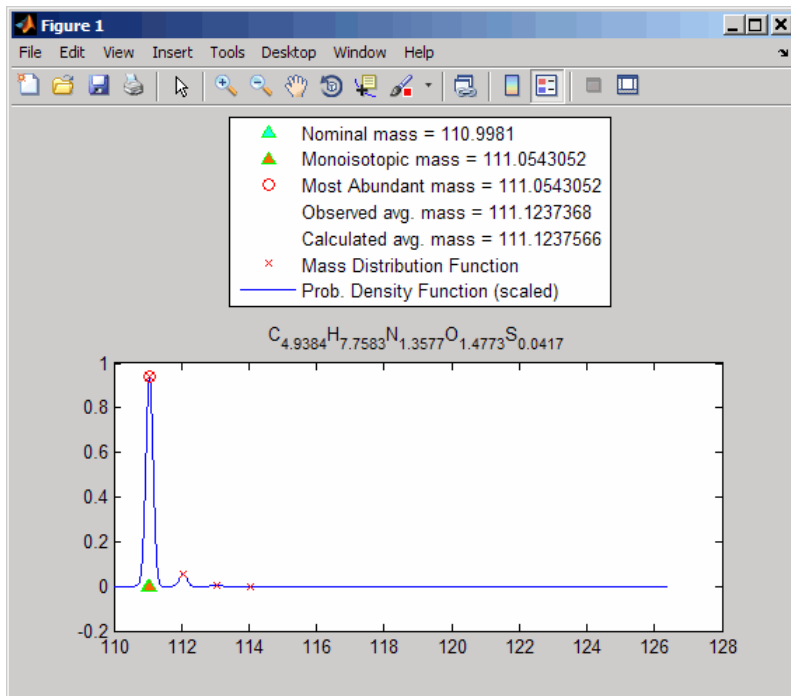 Figure 1
File Edit View Insert Tools Desktop Window Help
Nominal mass = 110.9981
Monoisotopic mass = 111.0543052
Most Abundant mass = 111.0543052
Observed avg. mass = 111.1237368
Calculated avg. mass = 111.1237566
Mass Distribution Function
Prob. Density Function (scaled)
C4.9384H7.7583N1.3577O1.4773S0.0417
1
0.8
0.6
0.4
0.2
0
-0.2
110 112 114 116 118 120 122 124 126 128